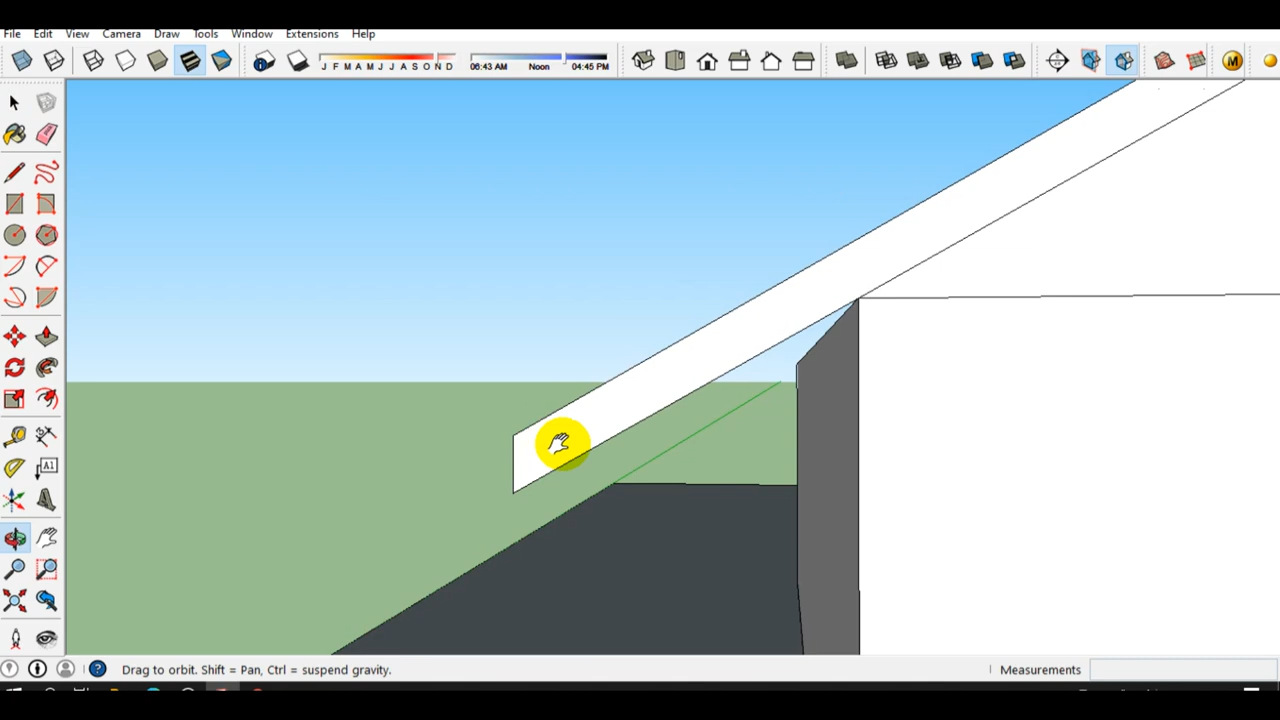 File Edit View Camera Draw Tools Window Extensions Help
J F M A M J J A S O N D 06:43 AM Noon 04:45 PM M
A1
Drag to orbit. Shift = Pan, Ctrl = suspend gravity. Measurements